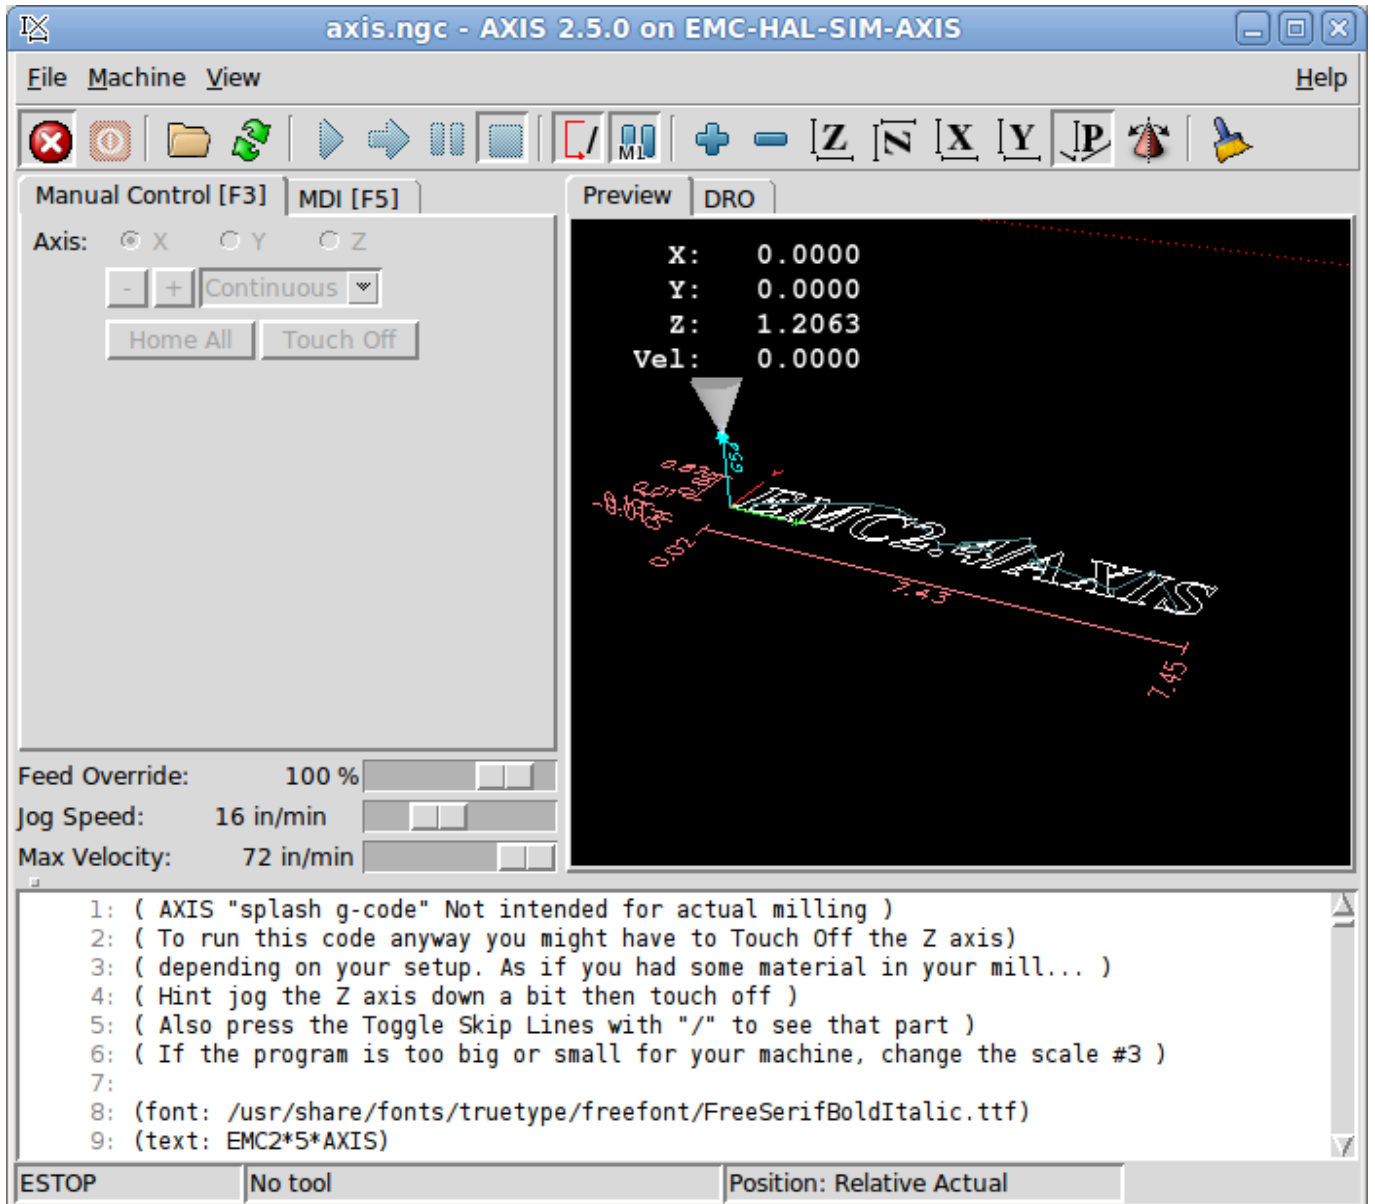 axis.ngc - AXIS 2.5.0 on EMC-HAL-SIM-AXIS
File Machine View Help
M1 Z N X Y P
Manual Control [F3] MDI [F5] Preview DRO
Axis: X Y Z
- + Continuous
Home All Touch Off
X: 0.0000
Y: 0.0000
Z: 1.2063
Vel: 0.0000
G54
EMC2.4/AXIS
0.02
7.43
7.45
Feed Override: 100 %
Jog Speed: 16 in/min
Max Velocity: 72 in/min
1: ( AXIS "splash g-code" Not intended for actual milling )
2: ( To run this code anyway you might have to Touch Off the Z axis)
3: ( depending on your setup. As if you had some material in your mill... )
4: ( Hint jog the Z axis down a bit then touch off )
5: ( Also press the Toggle Skip Lines with "/" to see that part )
6: ( If the program is too big or small for your machine, change the scale #3 )
7:
8: (font: /usr/share/fonts/truetype/freefont/FreeSerifBoldItalic.ttf)
9: (text: EMC2*5*AXIS)
ESTOP No tool Position: Relative Actual